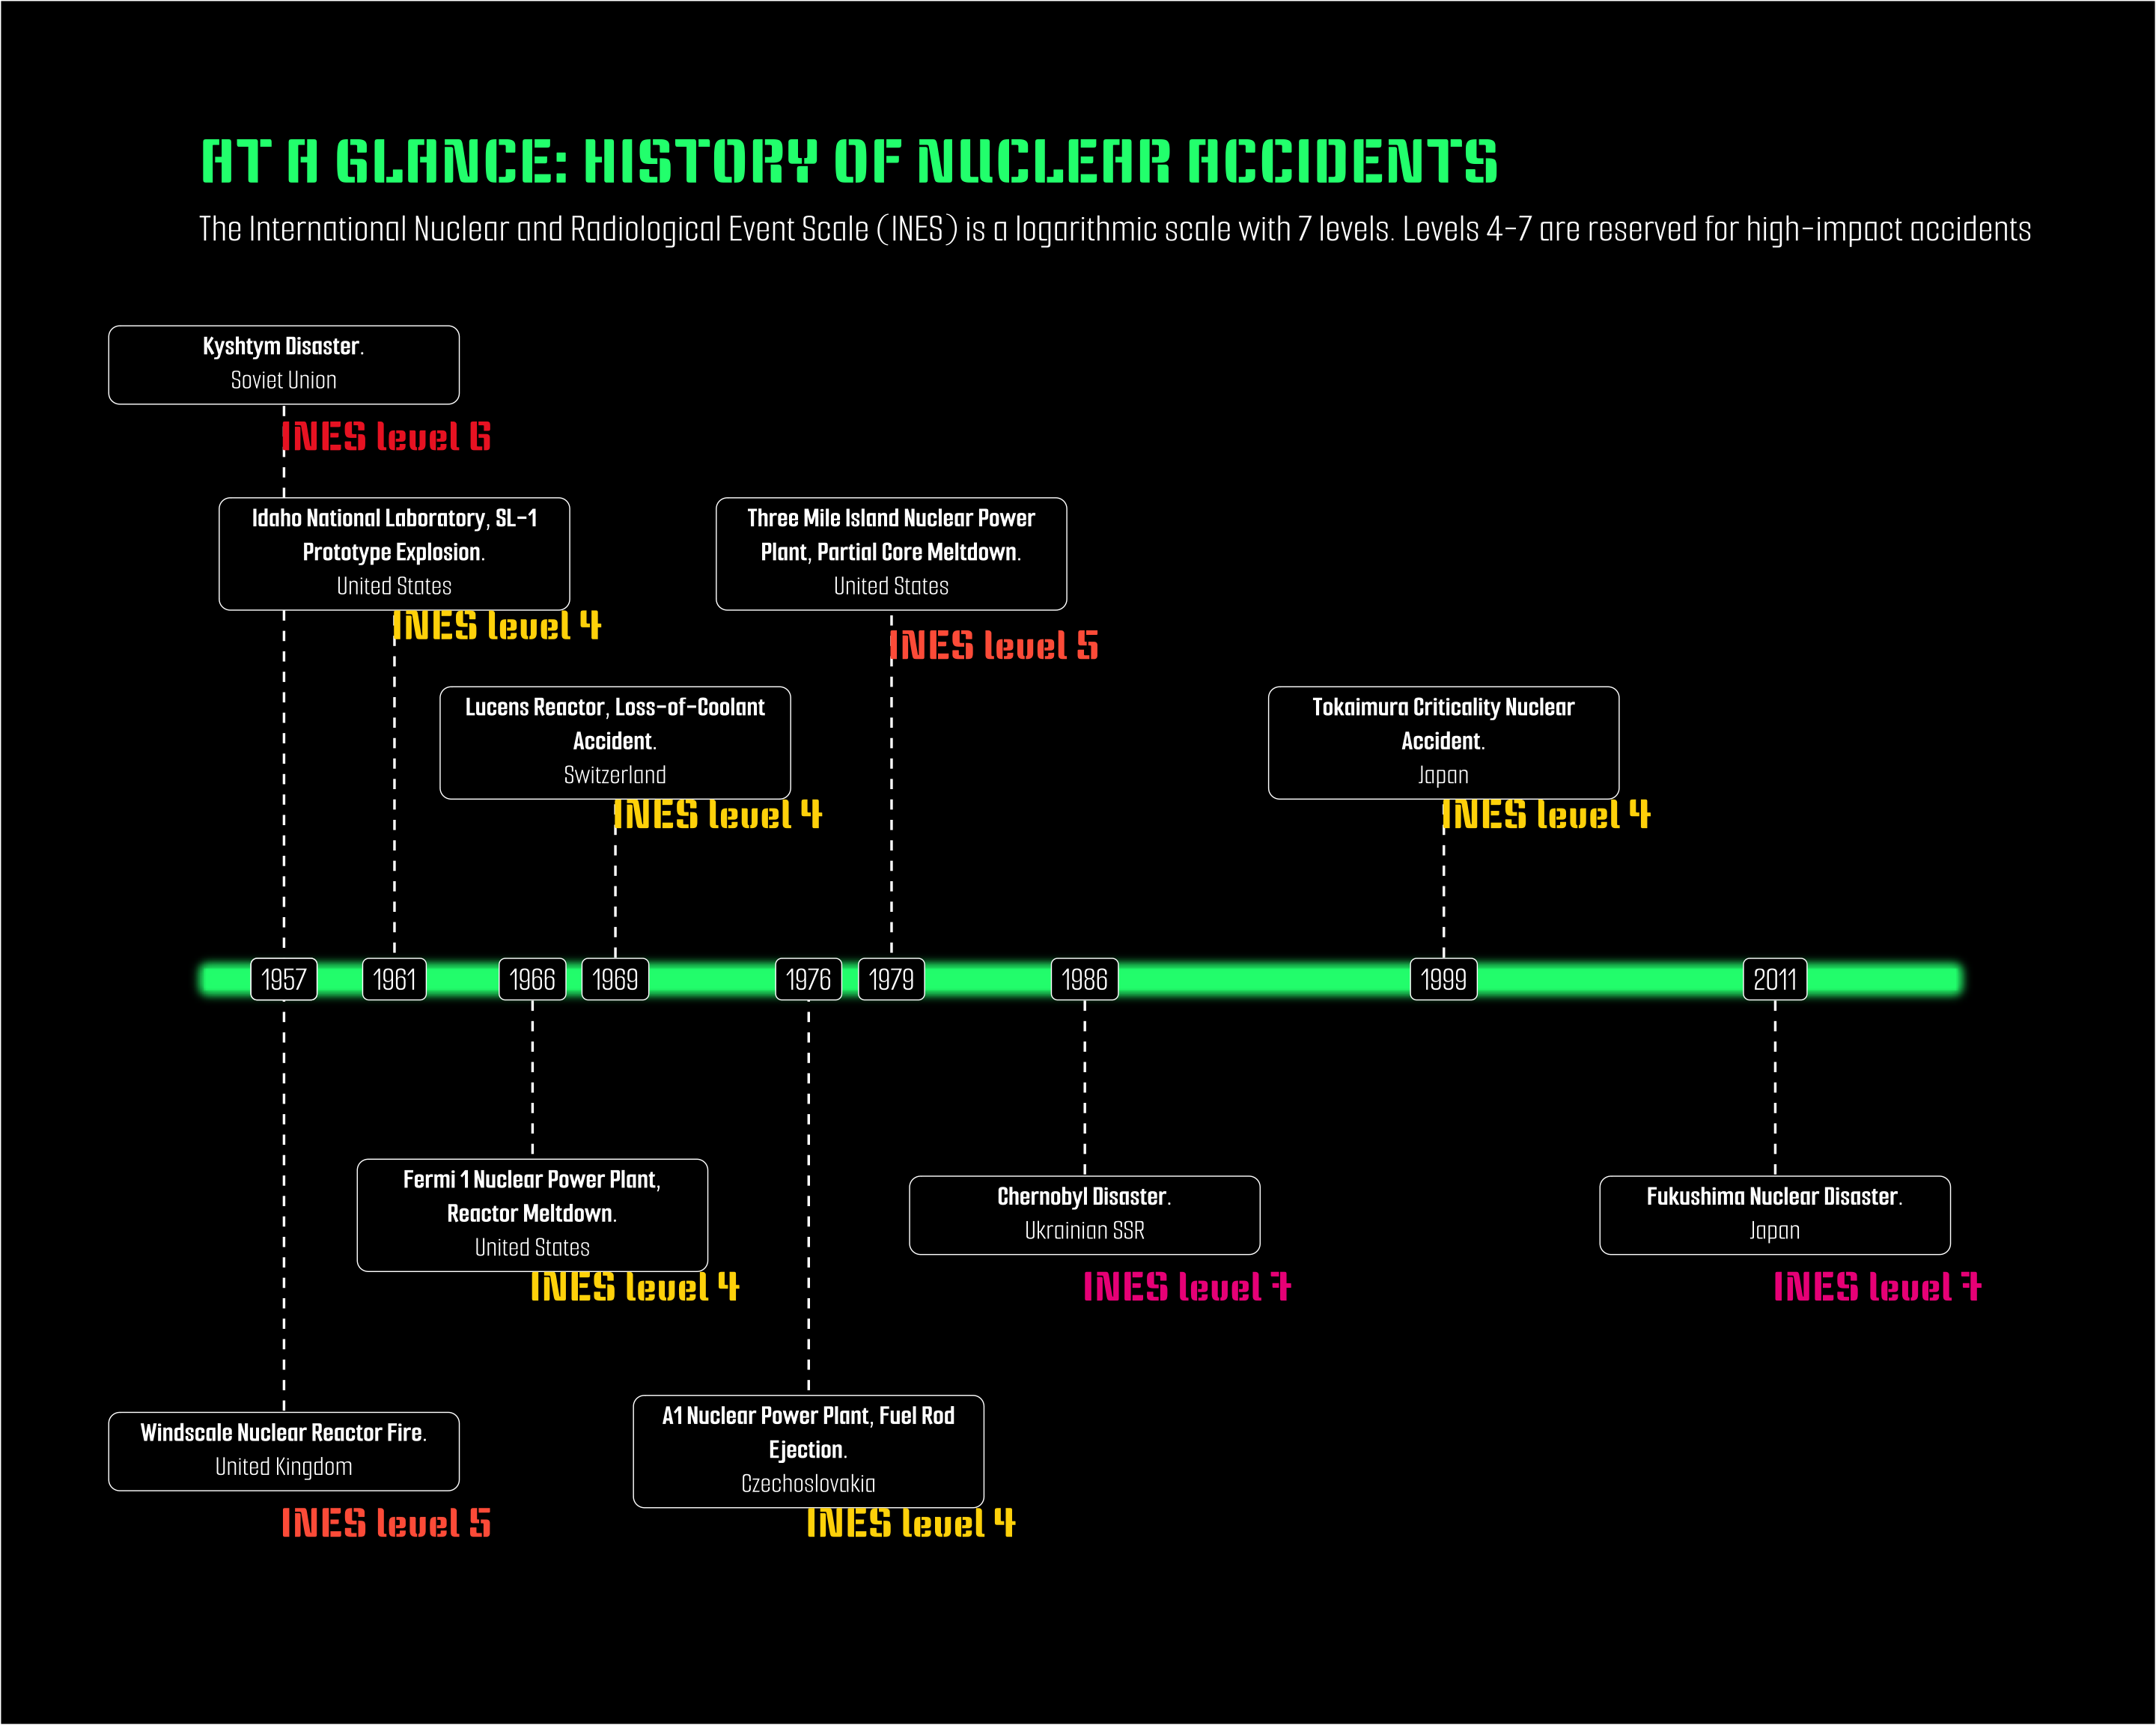 AT A GLANCE: HISTORY OF NUCLEAR ACCIDENTS
The International Nuclear and Radiological Event Scale (INES) is a logarithmic scale with 7 levels. Levels 4-7 are reserved for high-impact accidents
Kyshtym Disaster.
Soviet Union
INES level 6
Idaho National Laboratory, SL-1
Prototype Explosion.
United States
INES level 4
Three Mile Island Nuclear Power
Plant, Partial Core Meltdown.
United States
INES level 5
Lucens Reactor, Loss-of-Coolant
Accident.
Switzerland
INES level 4
Tokaimura Criticality Nuclear
Accident.
Japan
INES level 4
1957
1961
1966
1969
1976
1979
1986
1999
2011
Fermi 1 Nuclear Power Plant,
Reactor Meltdown.
United States
INES level 4
Chernobyl Disaster.
Ukrainian SSR
INES level 7
Fukushima Nuclear Disaster.
Japan
INES level 7
Windscale Nuclear Reactor Fire.
United Kingdom
INES level 5
A1 Nuclear Power Plant, Fuel Rod
Ejection.
Czechoslovakia
INES level 4